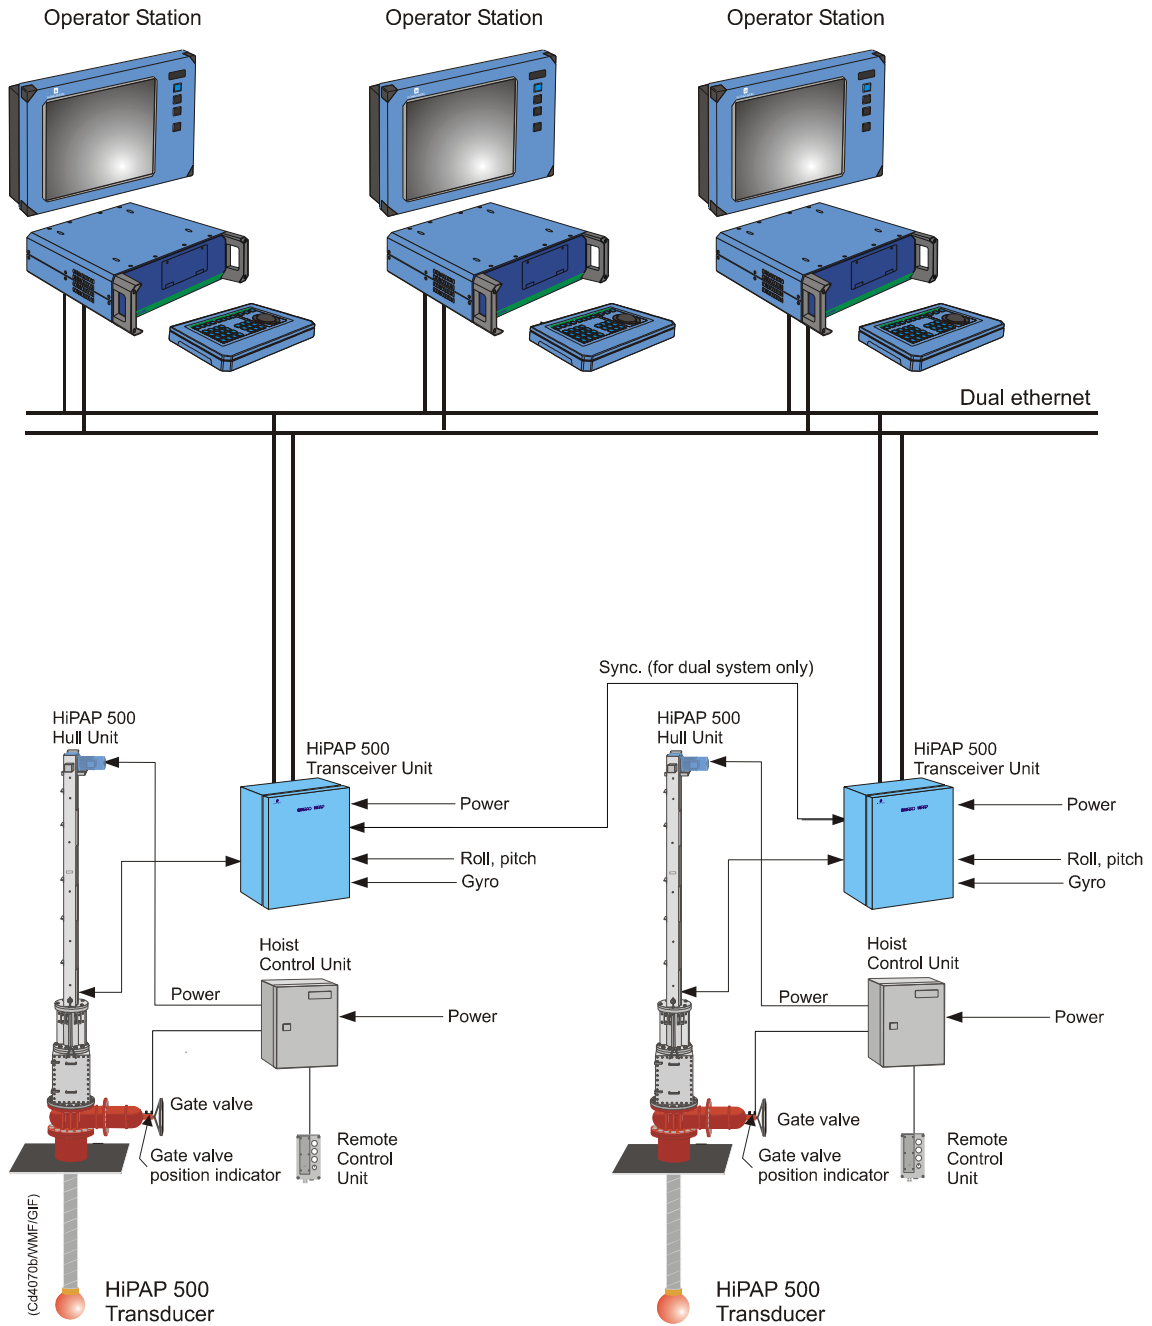 Operator Station
Operator Station
Operator Station
Dual ethernet
Sync. (for dual system only)
HiPAP 500
Hull Unit
HiPAP 500
Transceiver Unit
Power
Roll, pitch
Gyro
Hoist
Control Unit
Power
Power
Gate valve
Gate valve
position indicator
Remote
Control
Unit
HiPAP 500
Transducer
(Cd4070b/WMF/GIF)
HiPAP 500
Hull Unit
HiPAP 500
Transceiver Unit
Power
Roll, pitch
Gyro
Hoist
Control Unit
Power
Power
Gate valve
Gate valve
position indicator
Remote
Control
Unit
HiPAP 500
Transducer